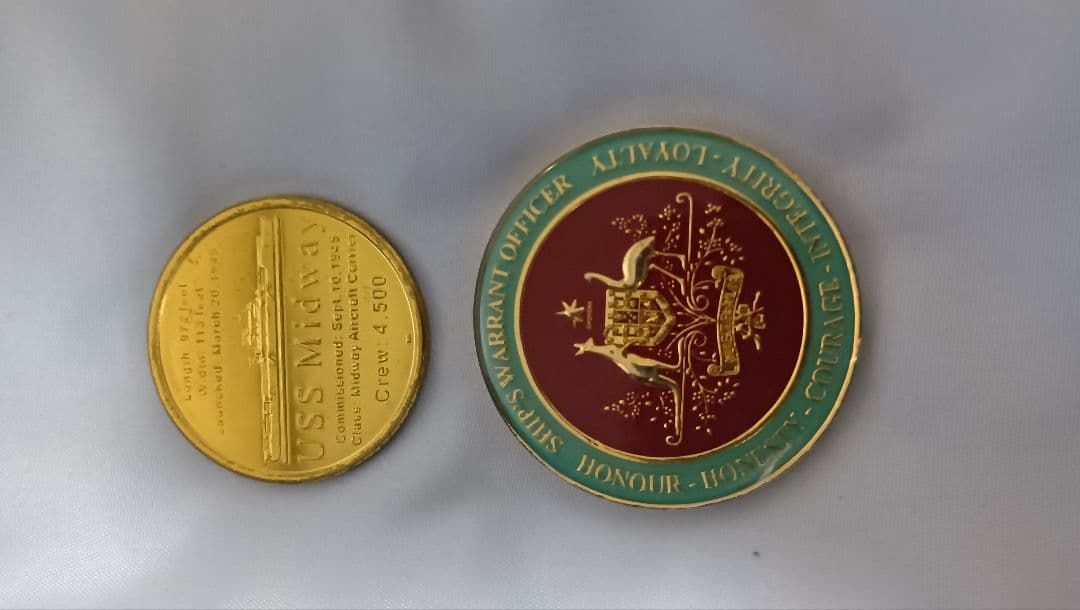 Length 972 feet
Width: 113 feet
Launched: March 20, 1945
USS Midway
Commissioned: Sept. 10, 1945
Class: Midway Aircraft Carrier
Crew: 4,500
SHIP'S WARRANT OFFICER
HONOUR - HONESTY - COURAGE - INTEGRITY - LOYALTY